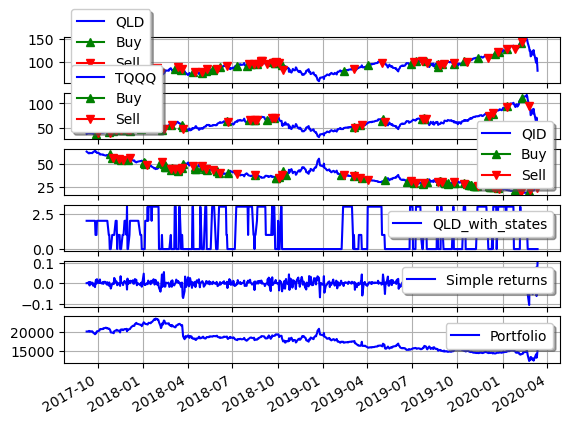 QLD
Buy
Sell
150
100
TQQQ
Buy
Sell
100
50
QID
Buy
Sell
50
25
QLD_with_states
2.5
0.0
Simple returns
0.1
0.0
−0.1
Portfolio
20000
15000
2017-10
2018-01
2018-04
2018-07
2018-10
2019-01
2019-04
2019-07
2019-10
2020-01
2020-04